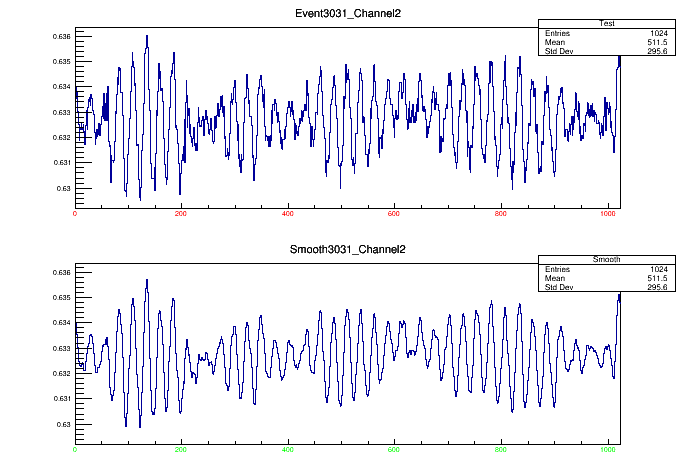 Event3031_Channel2
Test
Entries 1024
Mean 511.5
Std Dev 295.6
0.636
0.635
0.634
0.633
0.632
0.631
0.63
0 200 400 600 800 1000
Smooth3031_Channel2
Smooth
Entries 1024
Mean 511.5
Std Dev 295.6
0.636
0.635
0.634
0.633
0.632
0.631
0.63
0 200 400 600 800 1000